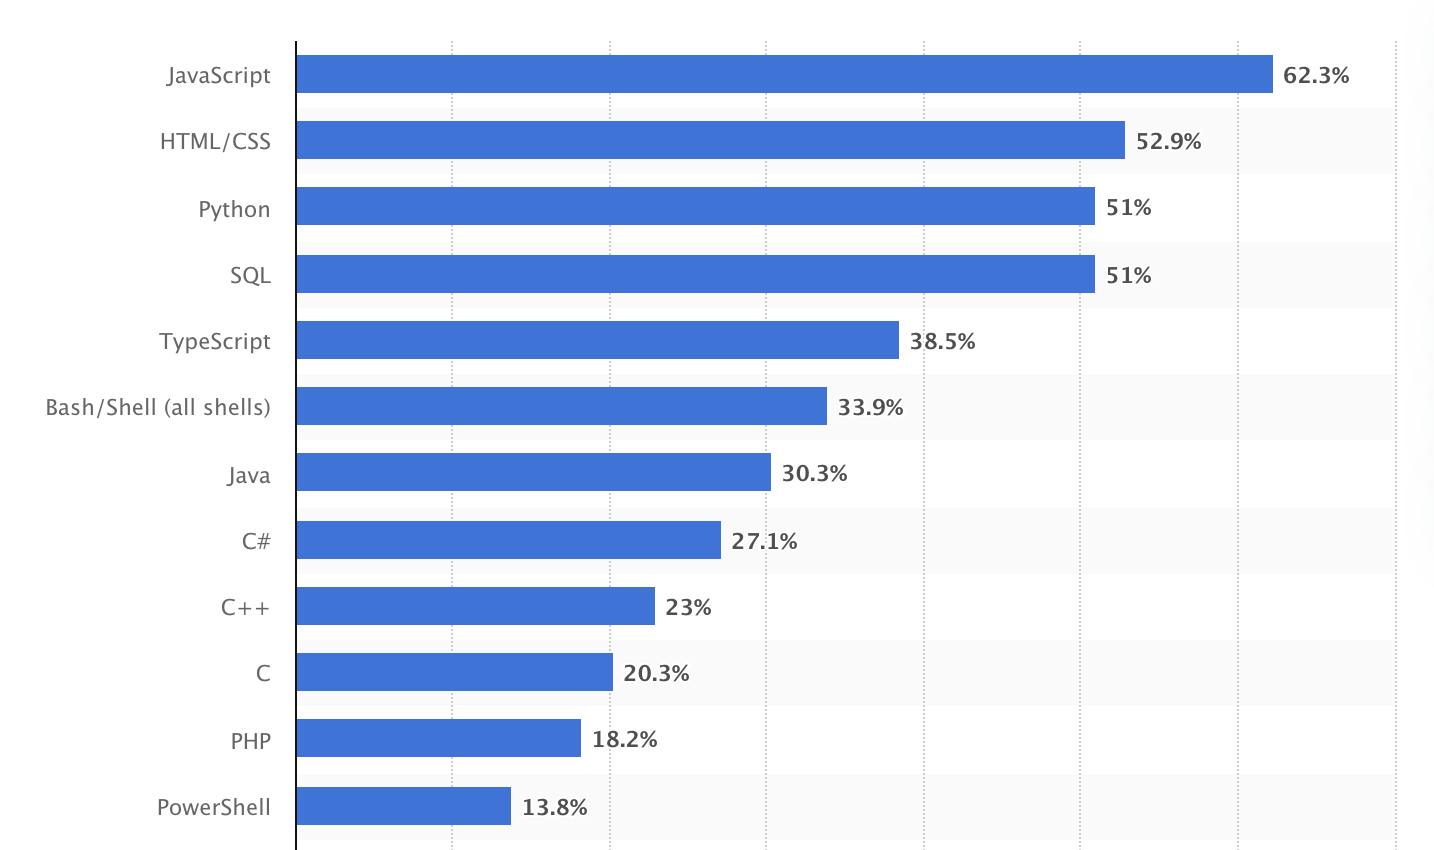 JavaScript 62.3%
HTML/CSS 52.9%
Python 51%
SQL 51%
TypeScript 38.5%
Bash/Shell (all shells) 33.9%
Java 30.3%
C# 27.1%
C++ 23%
C 20.3%
PHP 18.2%
PowerShell 13.8%